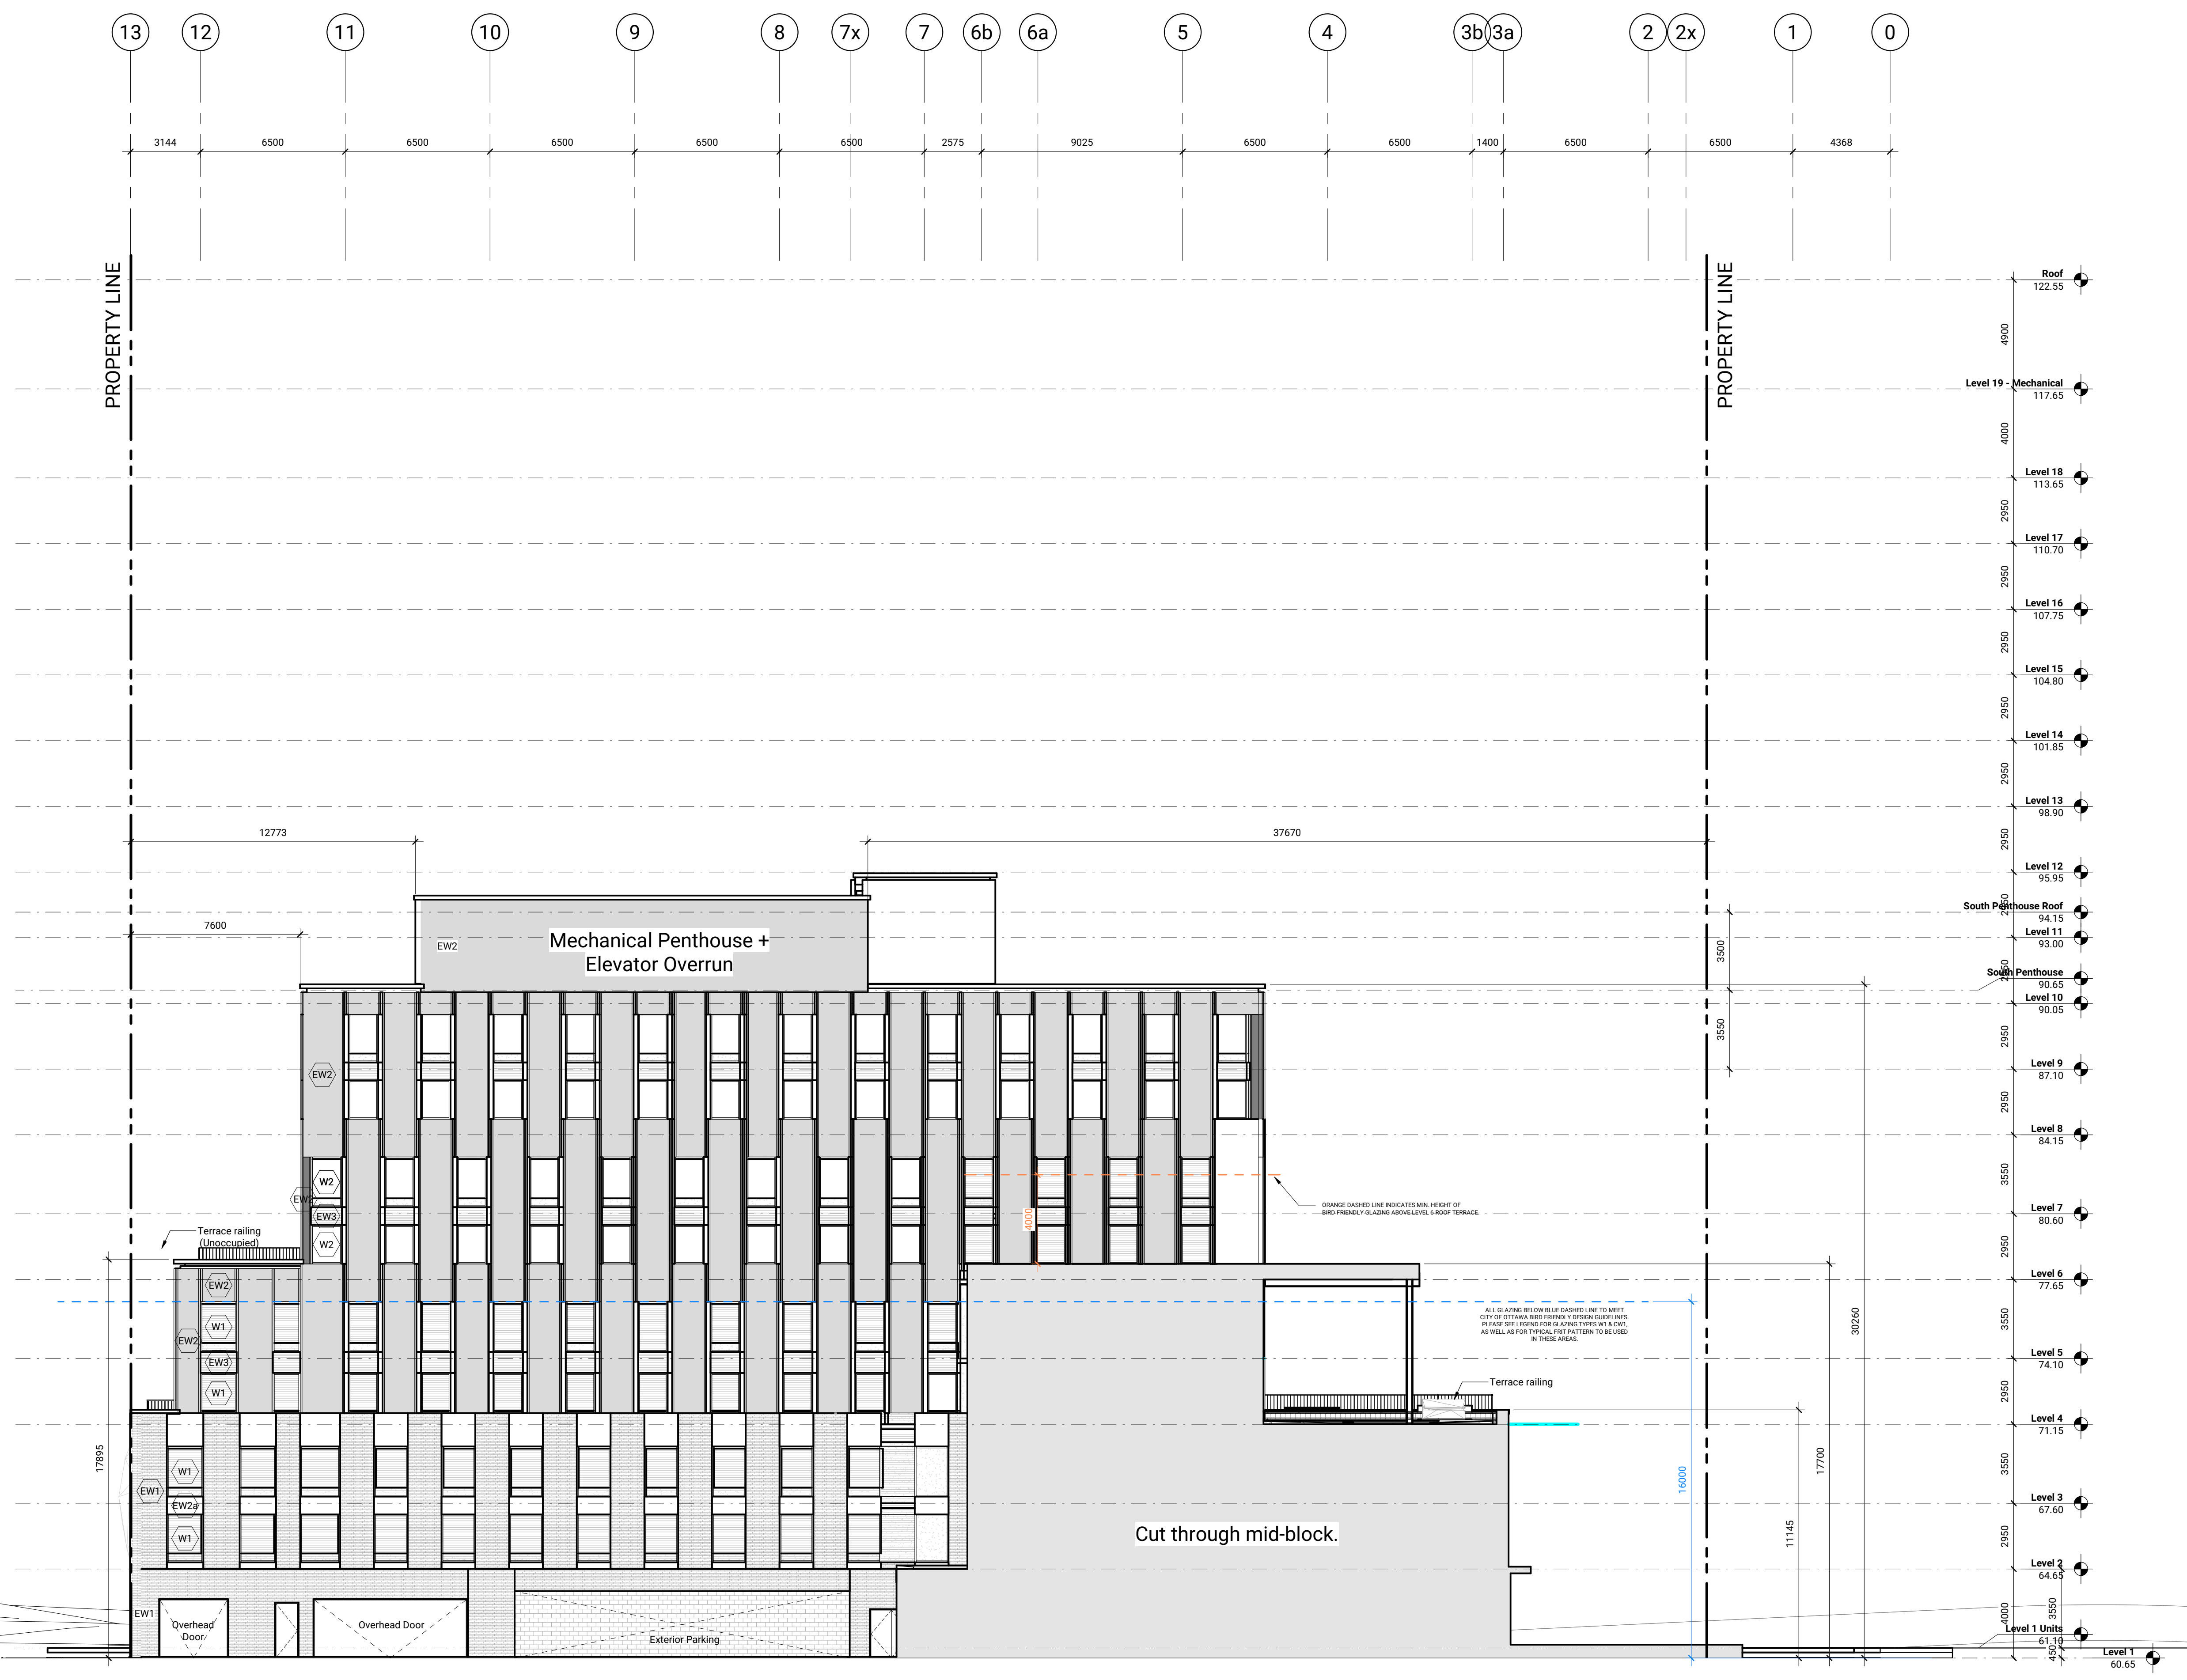 13 12 11 10 9 8 7x 7 6b 6a 5 4 3b 3a 2 2x 1 0
3144 6500 6500 6500 6500 6500 2575 9025 6500 6500 1400 6500 6500 4368
PROPERTY LINE
PROPERTY LINE
Roof
122.55
4900
Level 19 - Mechanical
117.65
4000
Level 18
113.65
2950
Level 17
110.70
2950
Level 16
107.75
2950
Level 15
104.80
2950
Level 14
101.85
2950
Level 13
98.90
2950
12773
37670
Level 12
95.95
2950
South Penthouse Roof
94.15
7600
Level 11
93.00
EW2
Mechanical Penthouse +
Elevator Overrun
3500
2950
South Penthouse
90.65
Level 10
90.05
3550
2950
Level 9
87.10
EW2
2950
Level 8
84.15
W2
EW2
EW3
W2
3550
ORANGE DASHED LINE INDICATES MIN. HEIGHT OF
BIRD FRIENDLY GLAZING ABOVE LEVEL 6 ROOF TERRACE
4000
Level 7
80.60
Terrace railing
(Unoccupied)
2950
Level 6
77.65
EW2
W1
EW2
EW3
W1
ALL GLAZING BELOW BLUE DASHED LINE TO MEET
CITY OF OTTAWA BIRD FRIENDLY DESIGN GUIDELINES.
PLEASE SEE LEGEND FOR GLAZING TYPES W1 & CW1,
AS WELL AS FOR TYPICAL FRIT PATTERN TO BE USED
IN THESE AREAS.
30260
3550
Level 5
74.10
Terrace railing
2950
Level 4
71.15
17895
W1
EW1
EW2a
W1
16000
17700
3550
Level 3
67.60
Cut through mid-block.
11145
2950
Level 2
64.65
EW1
Overhead
Door
Overhead Door
Exterior Parking
4000
3550
Level 1 Units
61.10
450
Level 1
60.65